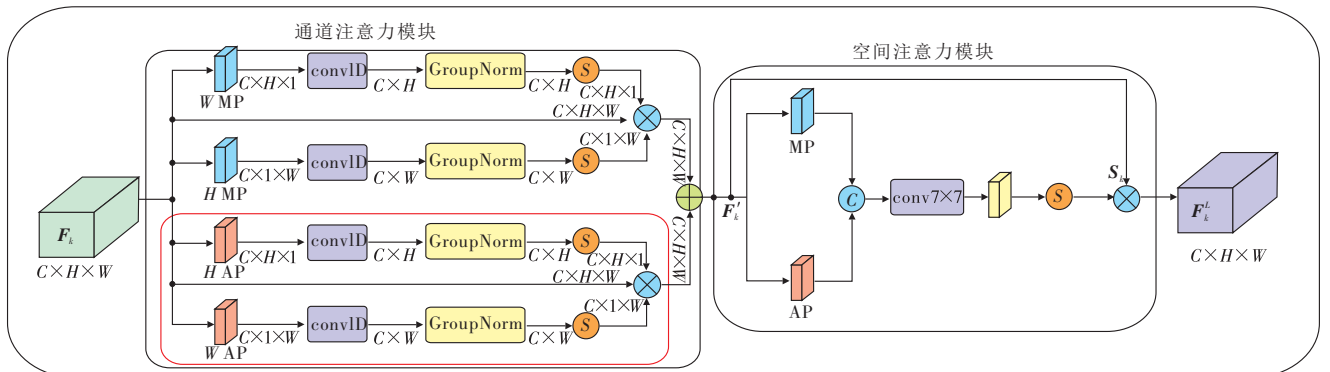 通道注意力模块
空间注意力模块
C×H×1 conv1D C×H GroupNorm C×H S
W MP
C×H×1
C×H×W
C×1×W
C×H×W
H MP
C×1×W conv1D C×W GroupNorm C×W S
F_k
C×H×W
H AP
C×H×1 conv1D C×H GroupNorm C×H S
C×H×1
C×H×W
C×1×W
C×H×W
W AP
C×1×W conv1D C×W GroupNorm C×W S
F'_k
MP
AP
C
conv7×7
S
S_k
F_k^L
C×H×W